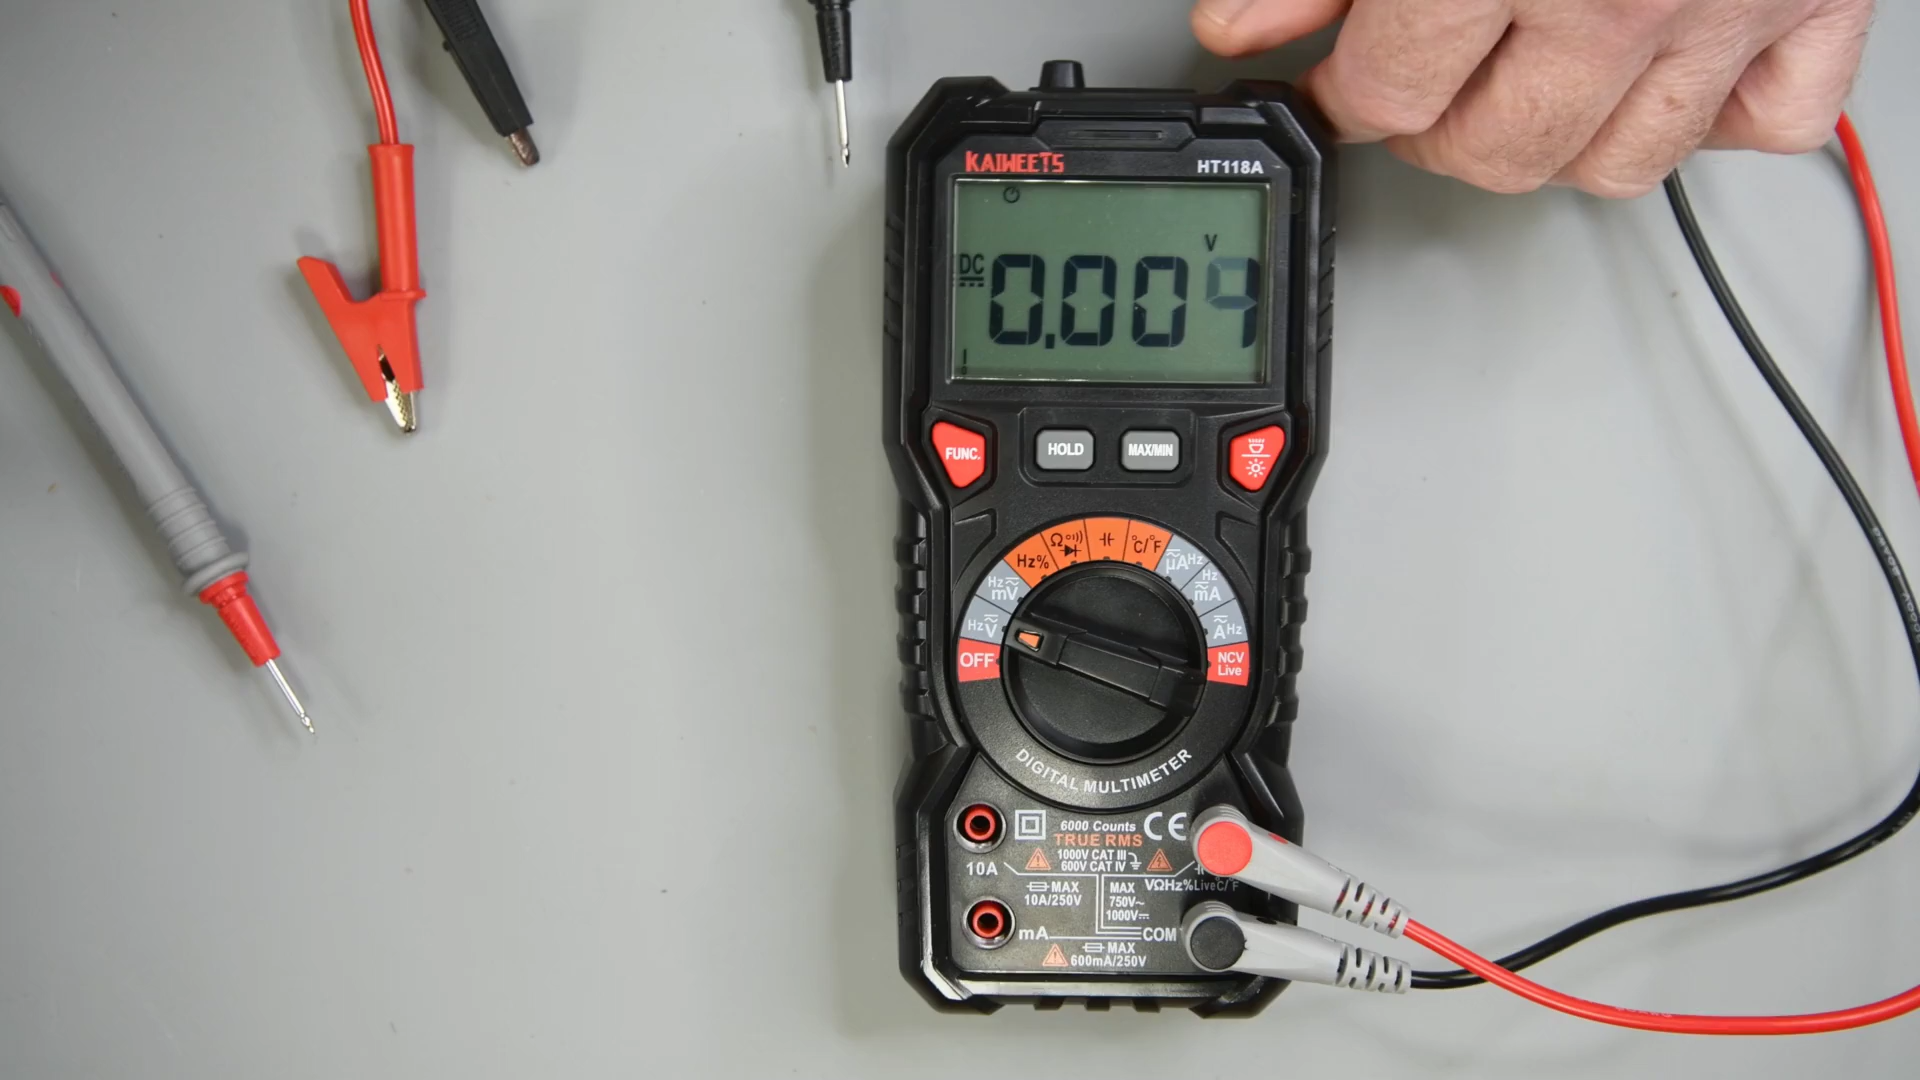 KAIWEETS
HT118A
V
DC
0.009
FUNC.
HOLD
MAX/MIN
Hz%
Ω
°C/°F
Hz
mV
µA Hz
Hz
mA
Hz V
A Hz
OFF
NCV
Live
DIGITAL MULTIMETER
6000 Counts
CE
TRUE RMS
1000V CAT III
600V CAT IV
10A
MAX
10A/250V
MAX
750V~
1000V
VΩHz%Live°C/°F
mA
COM
MAX
600mA/250V